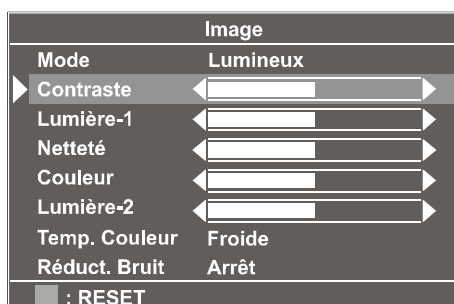 Image
Mode Lumineux
Contraste
Lumière-1
Netteté
Couleur
Lumière-2
Temp. Couleur Froide
Réduct. Bruit Arrêt
: RESET